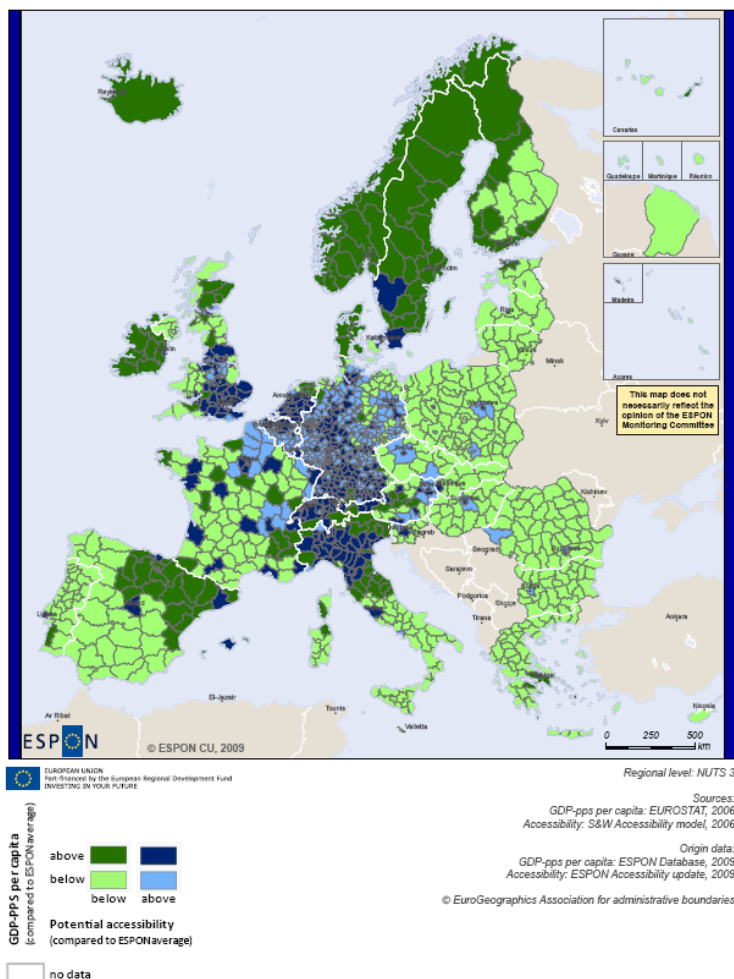 Canarias
Guadeloupe
Martinique
Réunion
Guyane
Madeira
Riga
Minsk
This map does not
necessarily reflect the
opinion of the ESPON
Monitoring Committee
Kyiv
Kishinev
Zagreb
Beograd
Sarajevo
Podgorica
Skopje
Tirana
Ankara
El-Jazair
Tounis
Ar Ribat
Valletta
Nicosia
ESPON
© ESPON CU, 2009
0 250 500
km
EUROPEAN UNION
Part-financed by the European Regional Development Fund
INVESTING IN YOUR FUTURE
Regional level: NUTS 3
Sources:
GDP-pps per capita: EUROSTAT, 2006
Accessibility: S&W Accessibility model, 2006
Origin data:
GDP-pps per capita: ESPON Database, 2009
Accessibility: ESPON Accessibility update, 2009
© EuroGeographics Association for administrative boundaries
GDP-PPS per capita
(compared to ESPONaverage)
above
below
below above
Potential accessibility
(compared to ESPONaverage)
no data